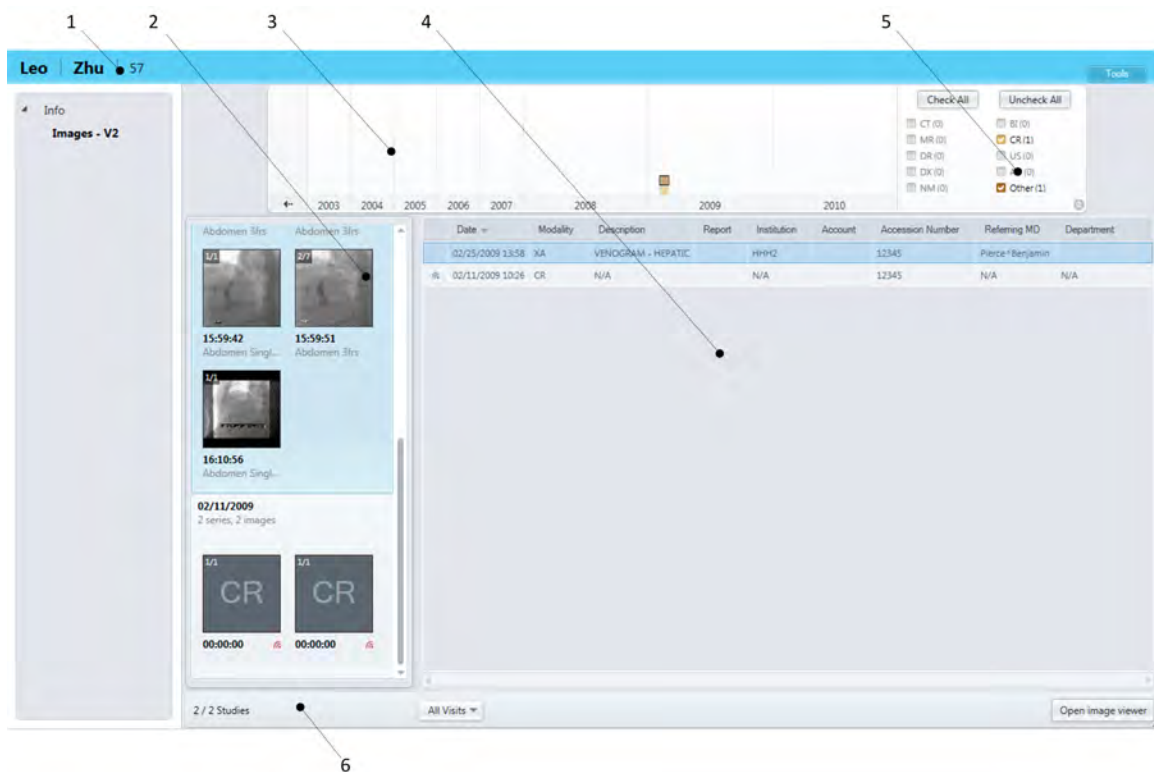 1 2 3 4 5
Leo Zhu 57
Tools
Info
Images - V2
Check All Uncheck All
CT (0) BI (0)
MR (0) CR (1)
DR (0) US (0)
DX (0) (0)
NM (0) Other (1)
2003 2004 2005 2006 2007 2008 2009 2010
Date Modality Description Report Institution Account Accession Number Referring MD Department
02/25/2009 13:58 XA VENOGRAM - HEPATIC HHH2 12345 Pierce^Benjamin
02/11/2009 10:26 CR N/A N/A 12345 N/A N/A
Abdomen 3frs Abdomen 3frs
1/1 2/7
15:59:42 15:59:51
Abdomen Singl... Abdomen 3frs
1/1
16:10:56
Abdomen Singl...
02/11/2009
2 series, 2 images
1/1 1/1
CR CR
00:00:00 00:00:00
2 / 2 Studies All Visits Open image viewer
6